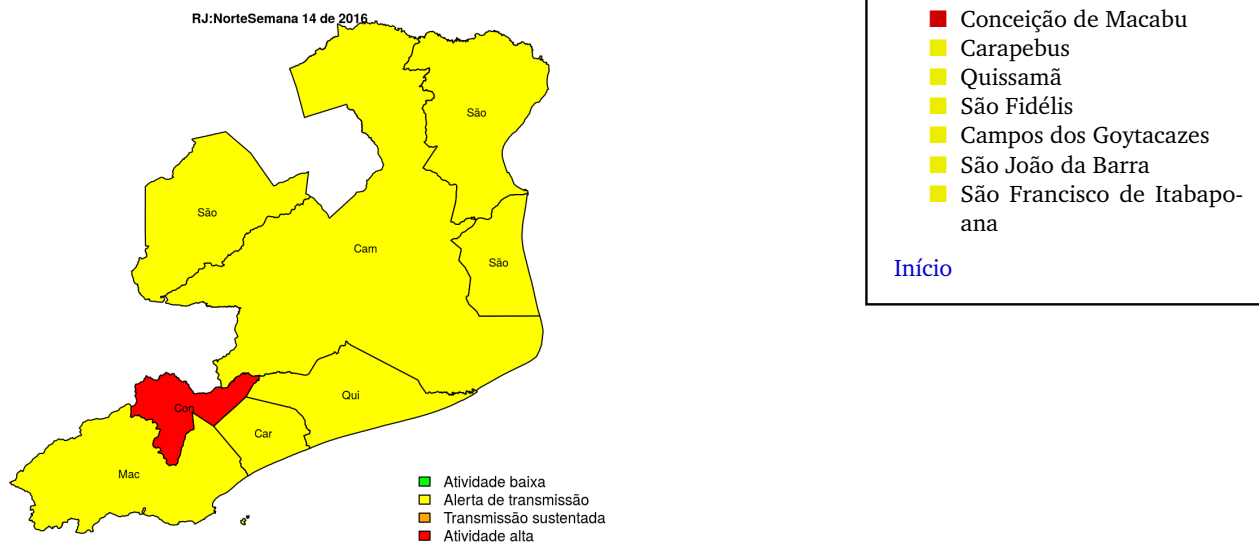 RJ:NorteSemana 14 de 2016
São
São
Cam
São
Con
Qui
Car
Mac
Atividade baixa
Alerta de transmissão
Transmissão sustentada
Atividade alta
Conceição de Macabu
Carapebus
Quissamã
São Fidélis
Campos dos Goytacazes
São João da Barra
São Francisco de Itabapo-
ana
Início